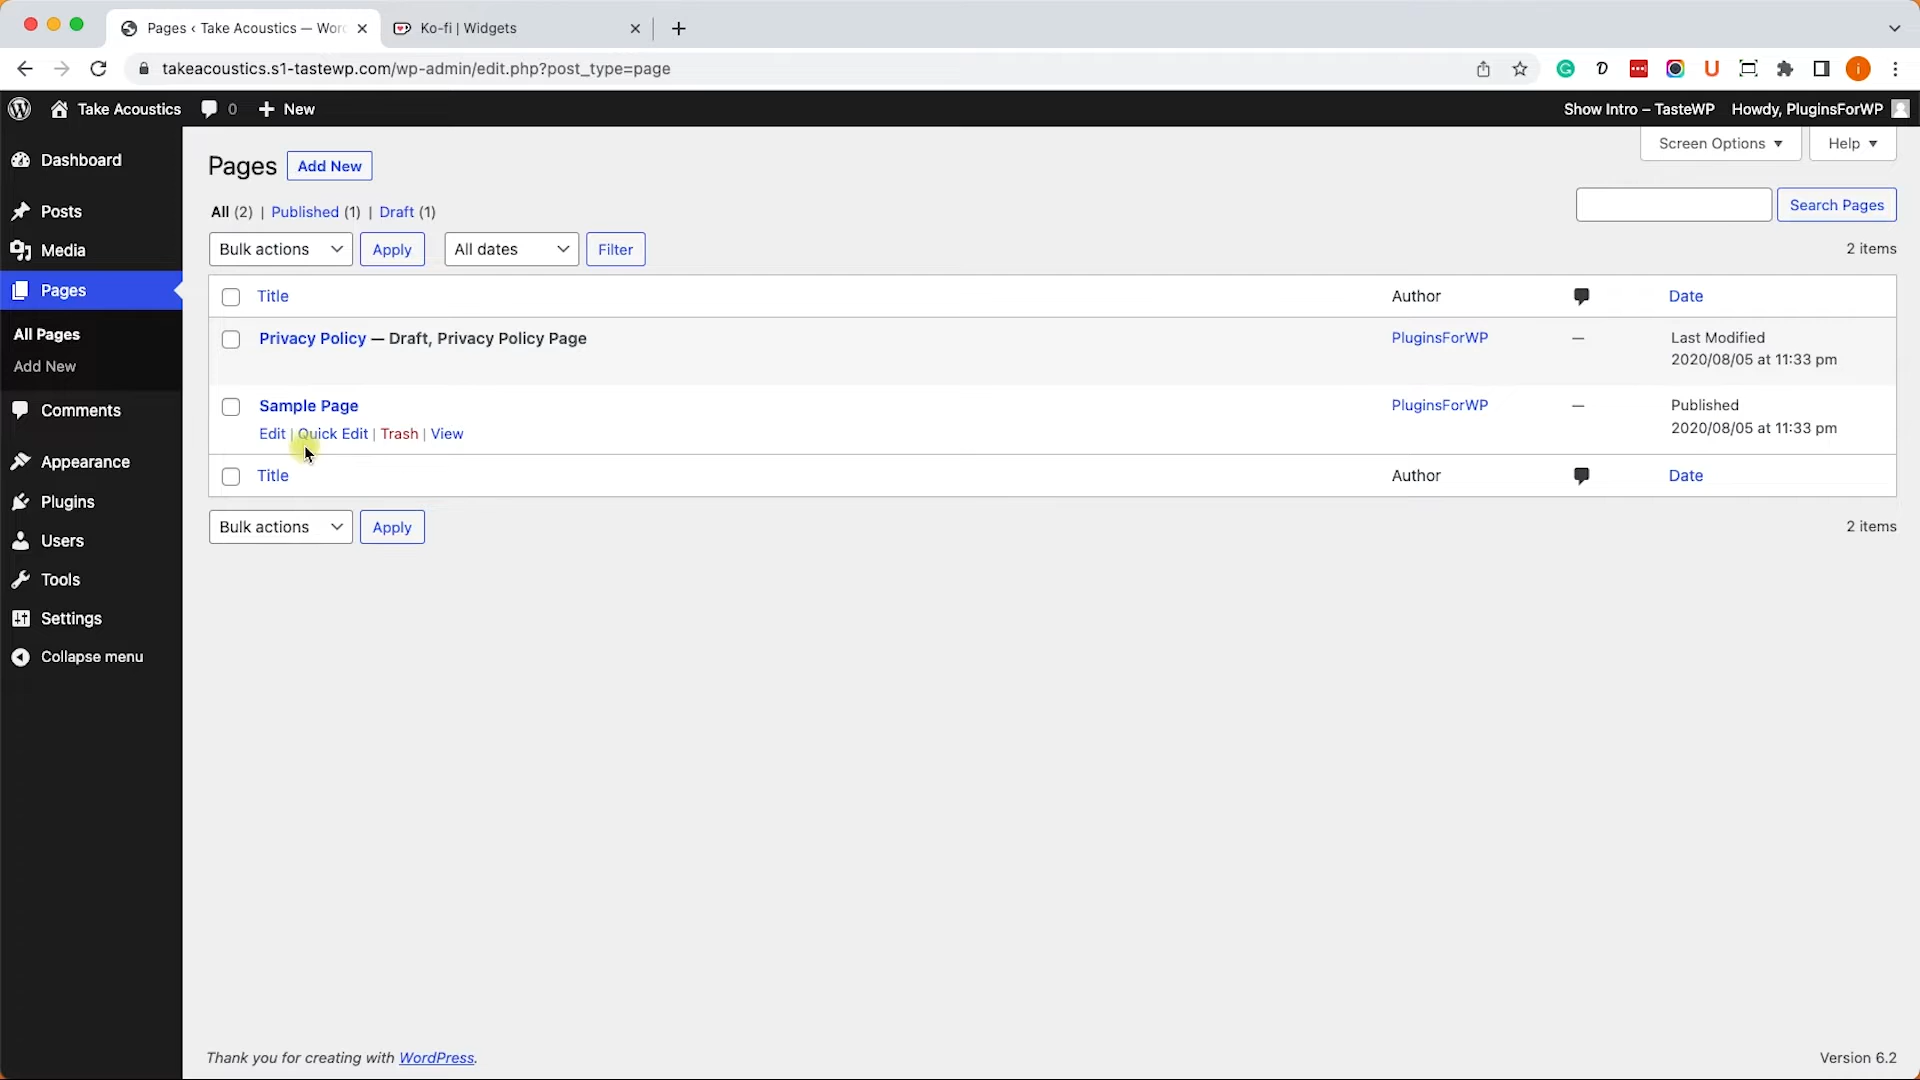 Pages ‹ Take Acoustics — Wor
Ko-fi | Widgets
takeacoustics.s1-tastewp.com/wp-admin/edit.php?post_type=page
Take Acoustics 0 New
Show Intro – TasteWP Howdy, PluginsForWP
Dashboard
Posts
Media
Pages
All Pages
Add New
Comments
Appearance
Plugins
Users
Tools
Settings
Collapse menu
Screen Options
Help
Pages Add New
All (2) | Published (1) | Draft (1)
Search Pages
Bulk actions Apply All dates Filter
2 items
Title Author Date
Privacy Policy — Draft, Privacy Policy Page PluginsForWP — Last Modified
2020/08/05 at 11:33 pm
Sample Page PluginsForWP — Published
Edit | Quick Edit | Trash | View 2020/08/05 at 11:33 pm
Title Author Date
Bulk actions Apply 2 items
Thank you for creating with WordPress. Version 6.2